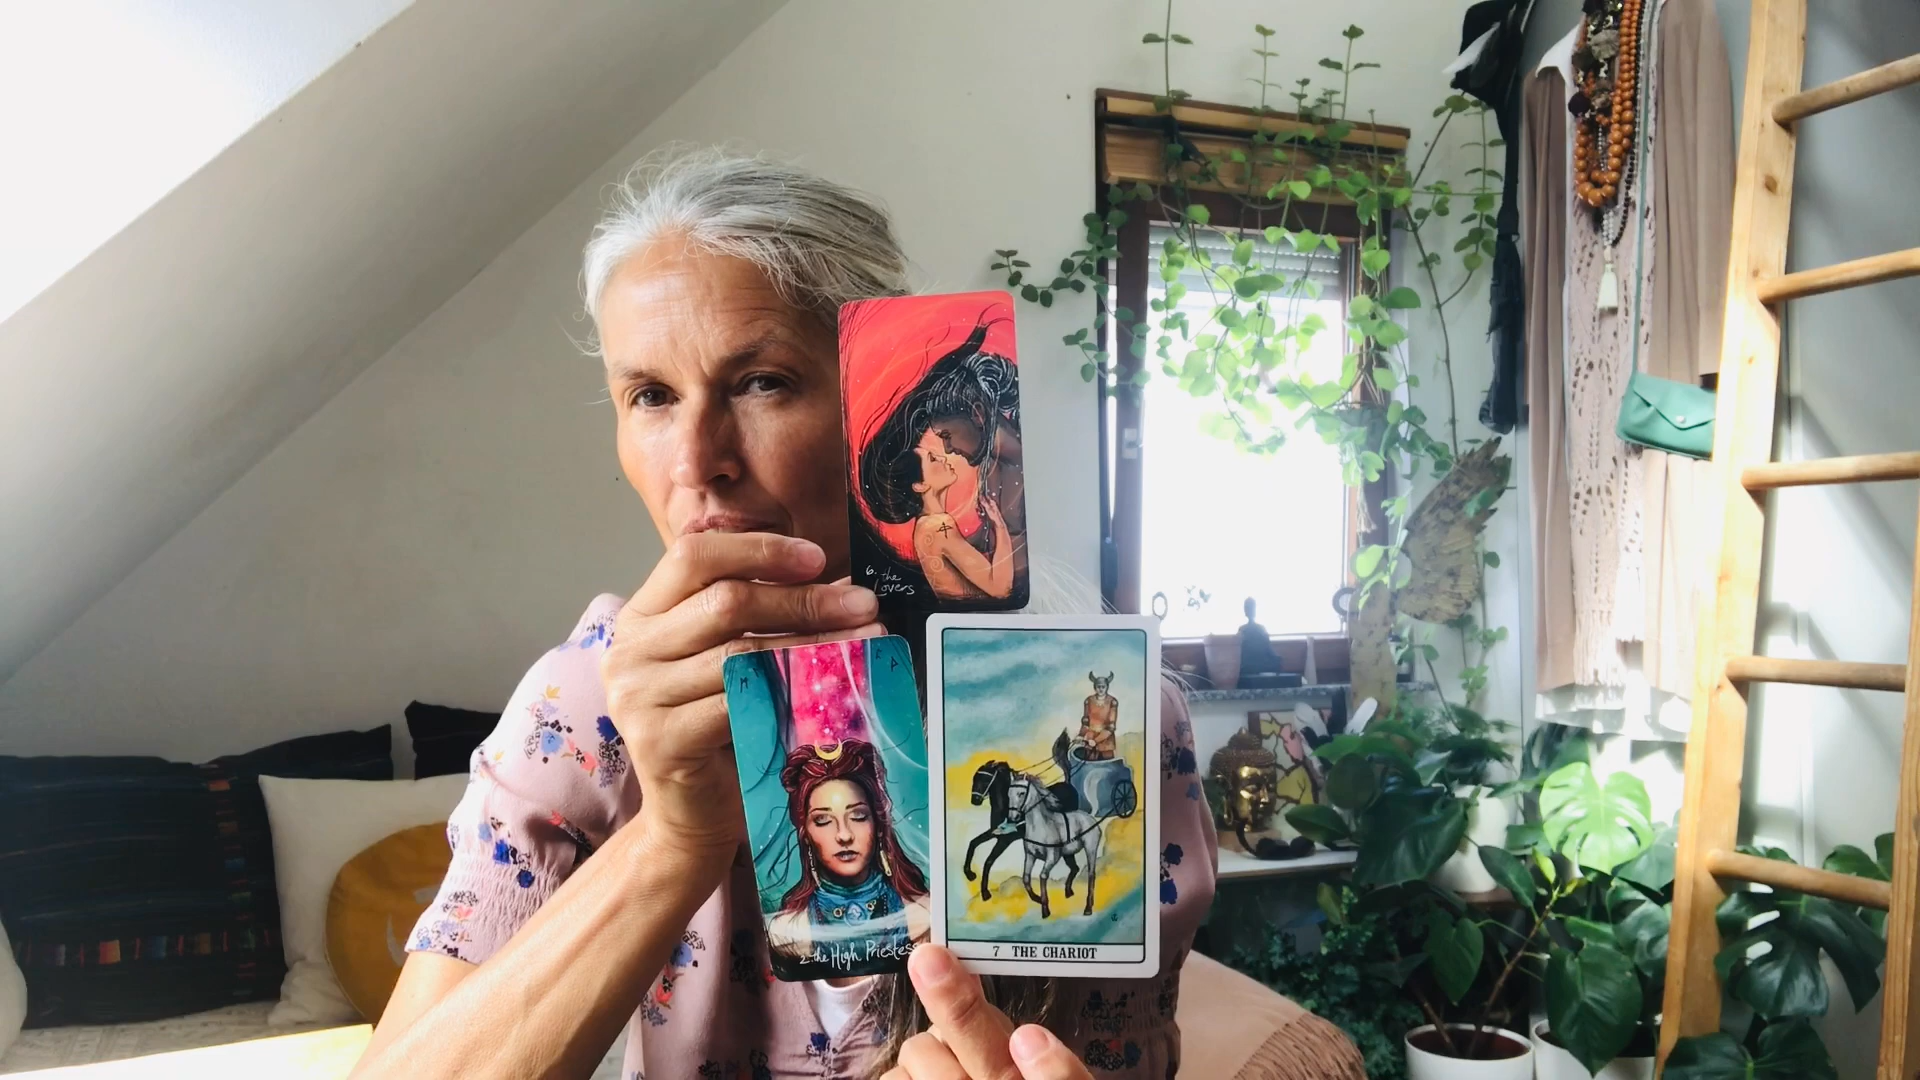 6. the
Lovers
2-the High Priestess
7 THE CHARIOT